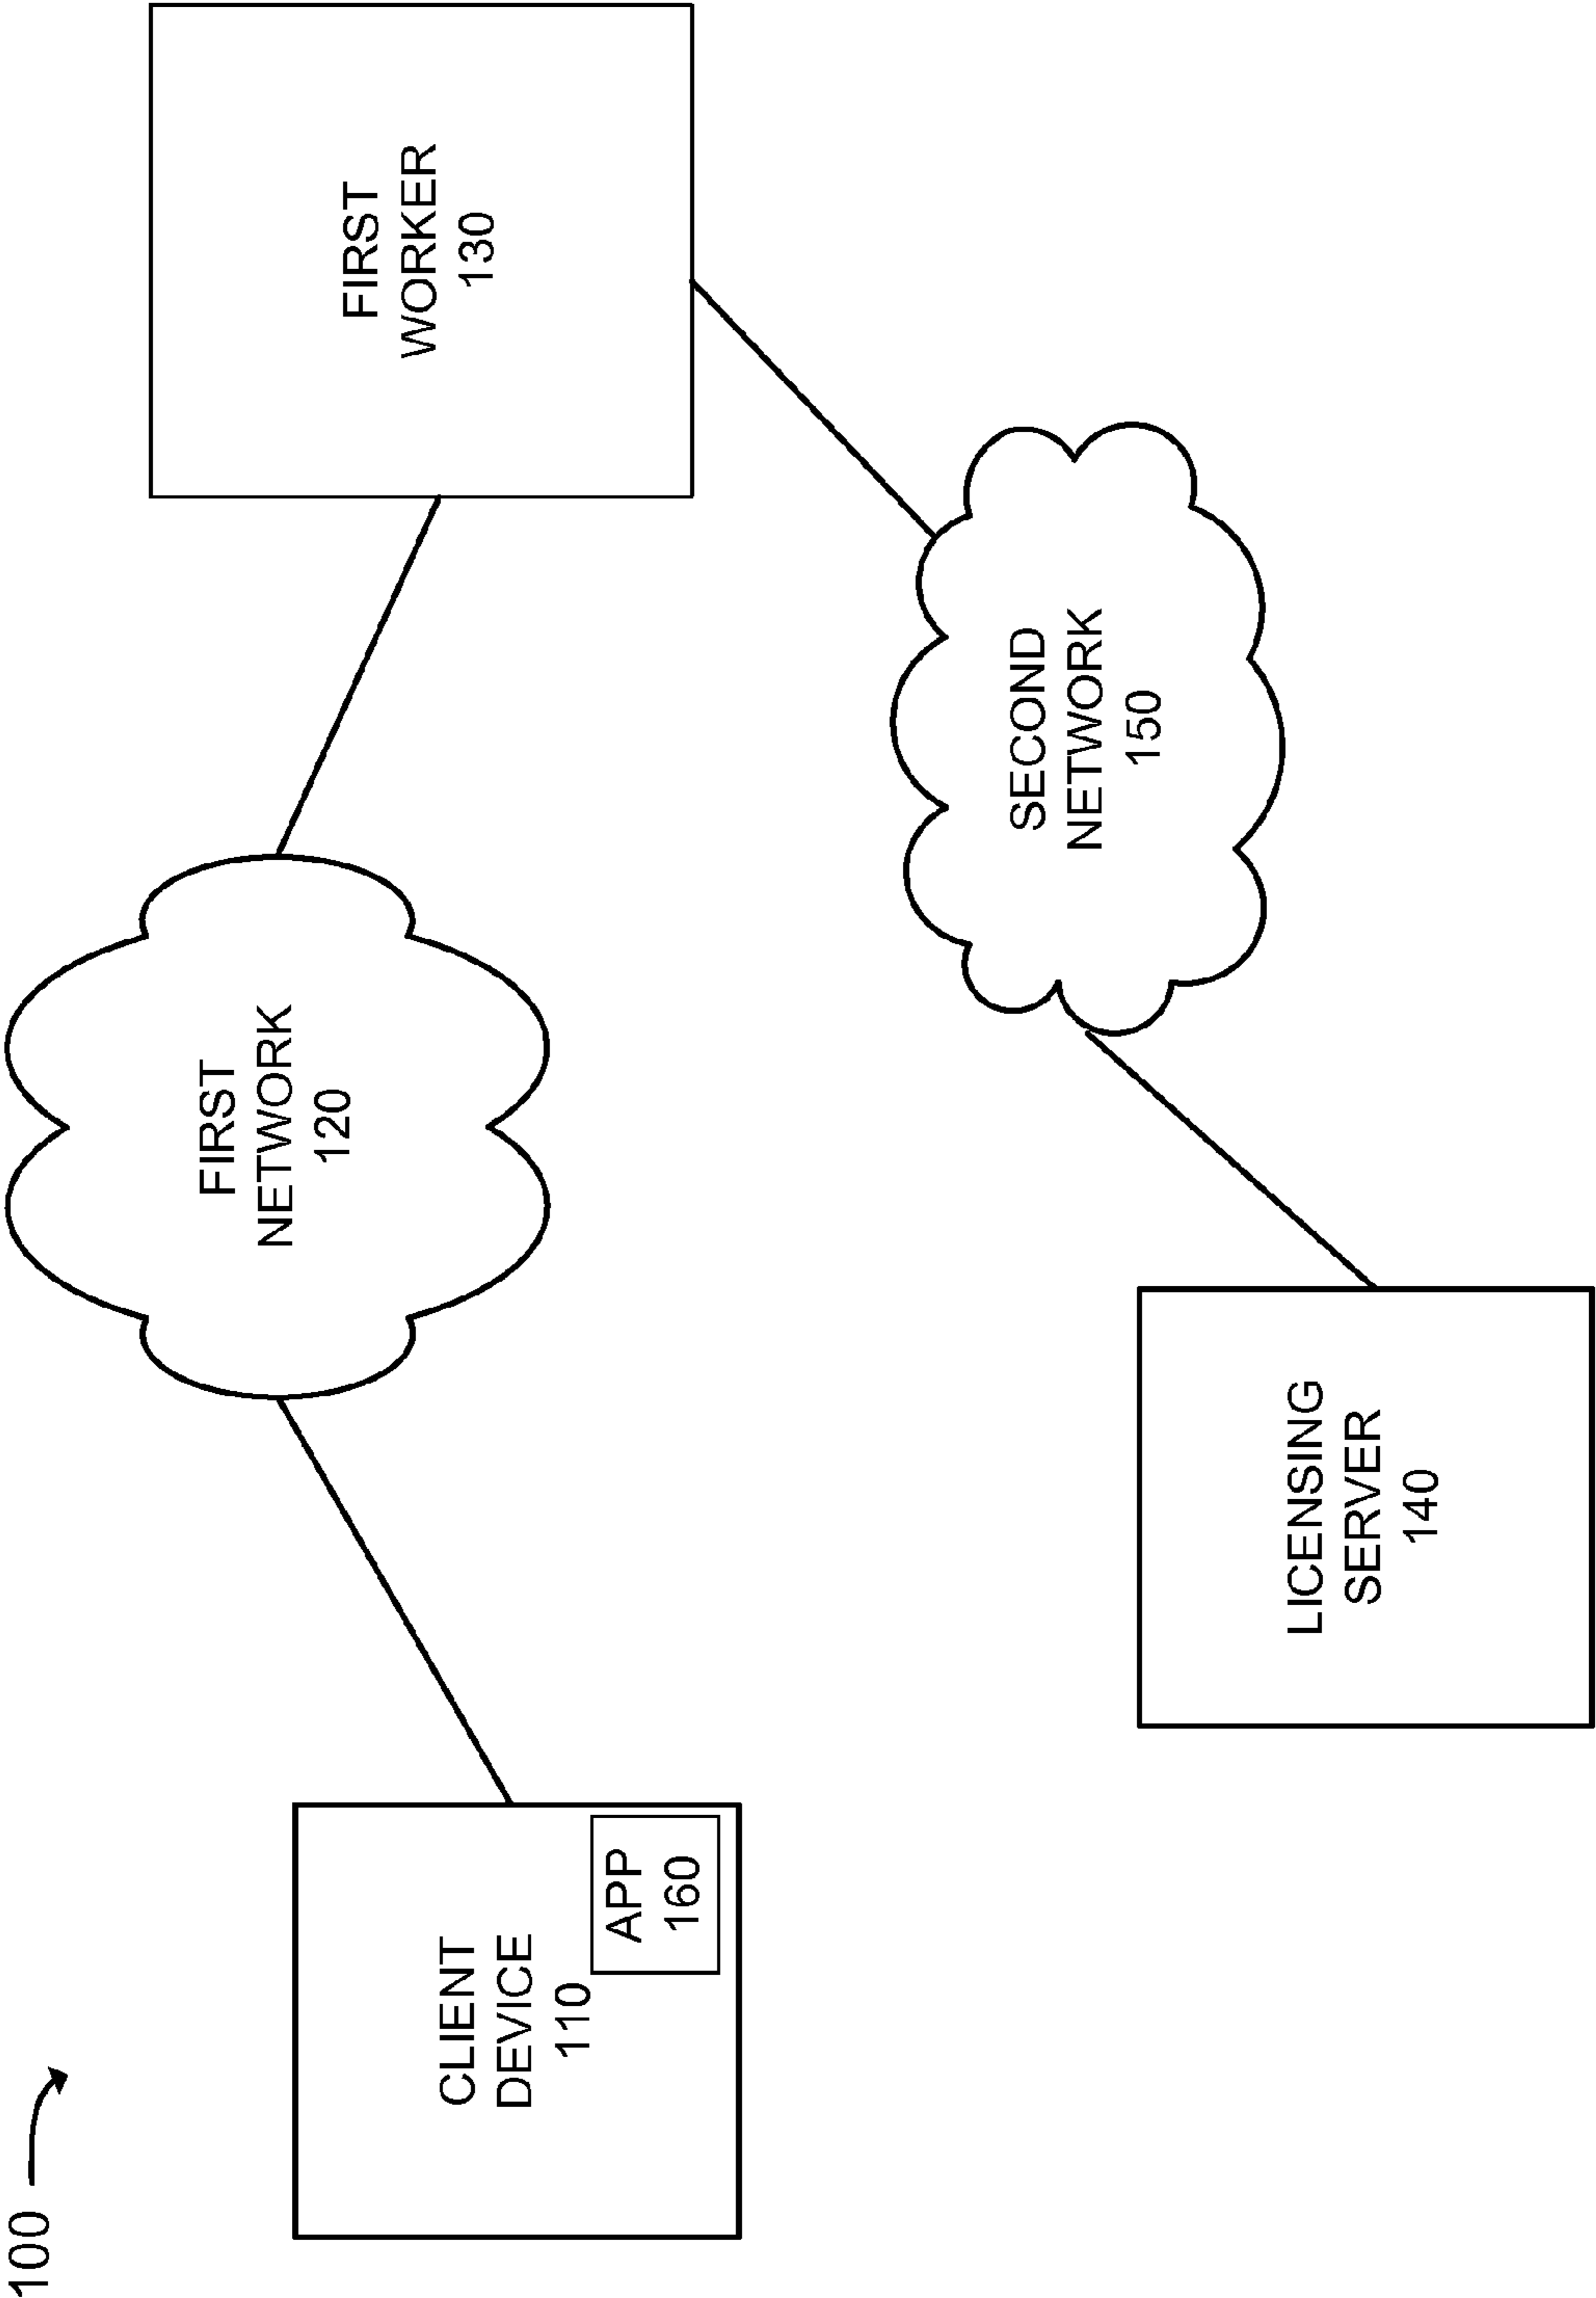 100
CLIENT
DEVICE
110
APP
160
FIRST
NETWORK
120
FIRST
WORKER
130
SECOND
NETWORK
150
LICENSING
SERVER
140